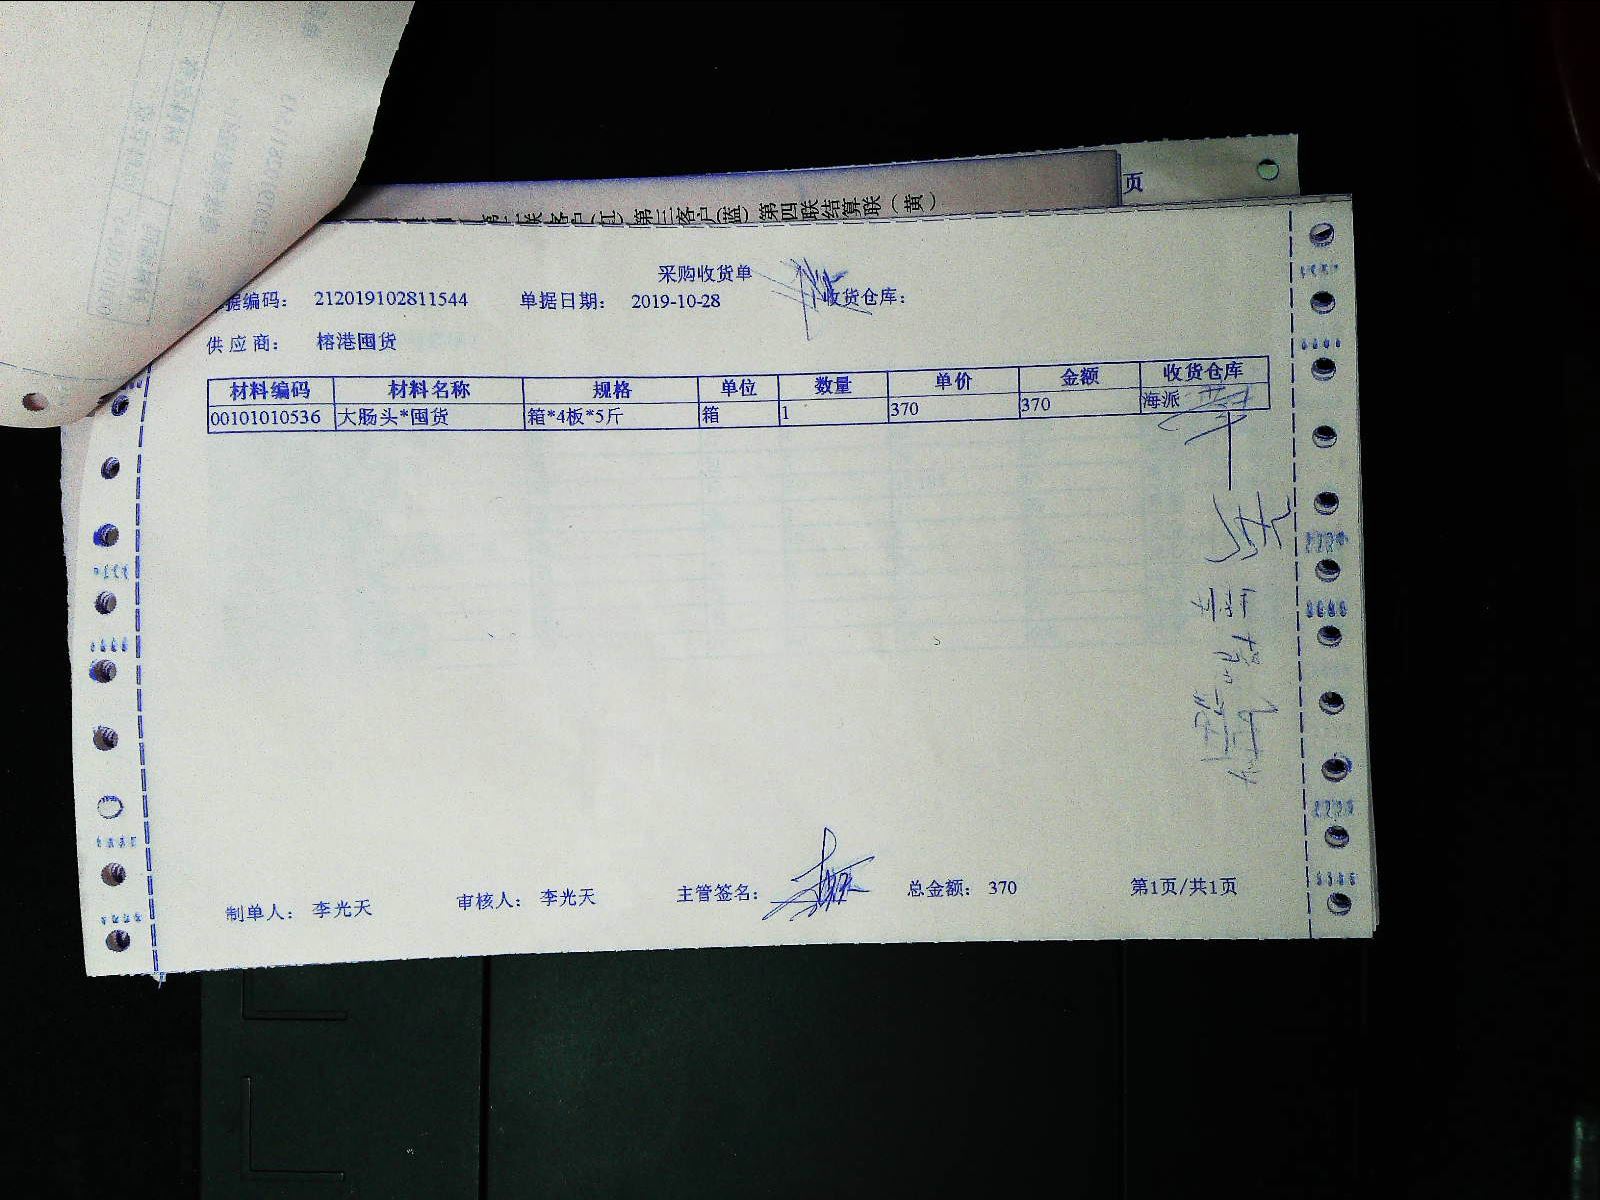 页
第三客户(蓝) 第四联结算联（黄）
采购收货单
据编码： 212019102811544 单据日期： 2019-10-28 收货仓库：
供应商： 榕港囤货
材料编码 材料名称 规格 单位 数量 单价 金额 收货仓库
00101010536 大肠头*囤货 箱*4板*5斤 箱 1 370 370 海派
制单人： 李光天 审核人： 李光天 主管签名： 总金额： 370 第1页/共1页